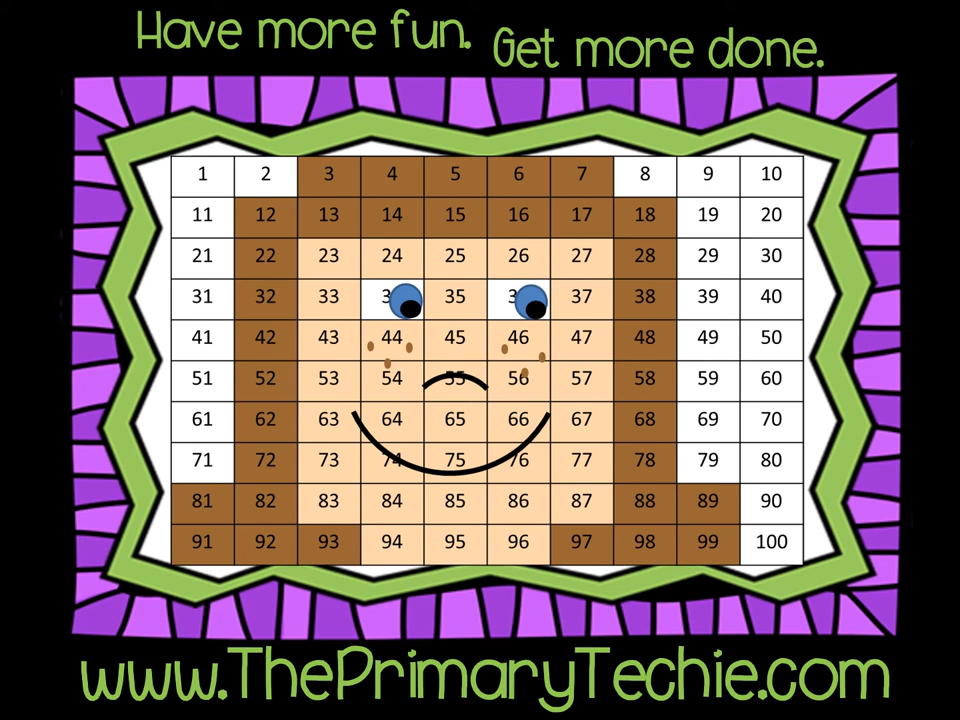 Have more fun. Get more done.
1 2 3 4 5 6 7 8 9 10
11 12 13 14 15 16 17 18 19 20
21 22 23 24 25 26 27 28 29 30
31 32 33 3 35 3 37 38 39 40
41 42 43 44 45 46 47 48 49 50
51 52 53 54 55 56 57 58 59 60
61 62 63 64 65 66 67 68 69 70
71 72 73 74 75 76 77 78 79 80
81 82 83 84 85 86 87 88 89 90
91 92 93 94 95 96 97 98 99 100
www.ThePrimaryTechie.com